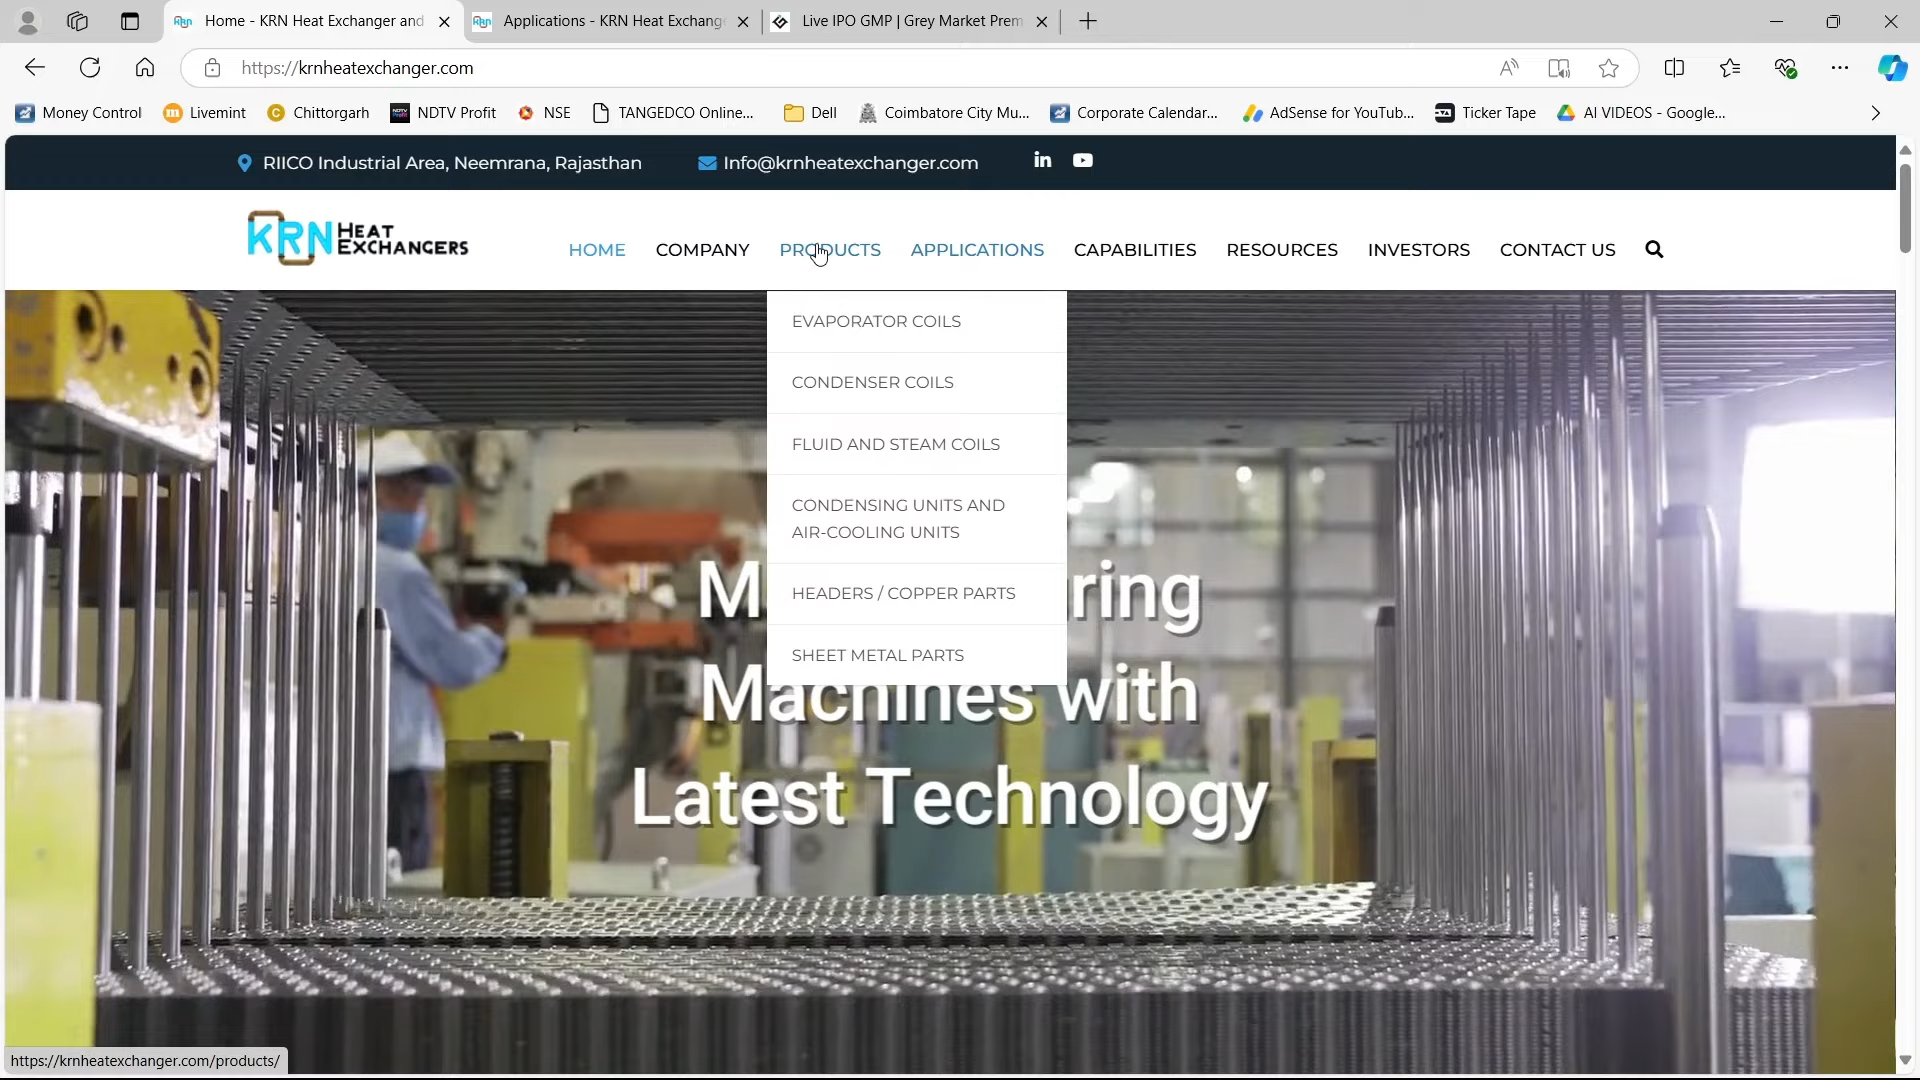 Home - KRN Heat Exchanger and
Applications - KRN Heat Exchange
Live IPO GMP | Grey Market Prem
https://krnheatexchanger.com
Money Control
Livemint
Chittorgarh
NDTV Profit
NSE
TANGEDCO Online...
Dell
Coimbatore City Mu...
Corporate Calendar...
AdSense for YouTub...
Ticker Tape
AI VIDEOS - Google...
RIICO Industrial Area, Neemrana, Rajasthan
Info@krnheatexchanger.com
KRN HEAT EXCHANGERS
HOME
COMPANY
PRODUCTS
APPLICATIONS
CAPABILITIES
RESOURCES
INVESTORS
CONTACT US
EVAPORATOR COILS
CONDENSER COILS
FLUID AND STEAM COILS
CONDENSING UNITS AND
AIR-COOLING UNITS
HEADERS / COPPER PARTS
SHEET METAL PARTS
M ring
Machines with
Latest Technology
https://krnheatexchanger.com/products/